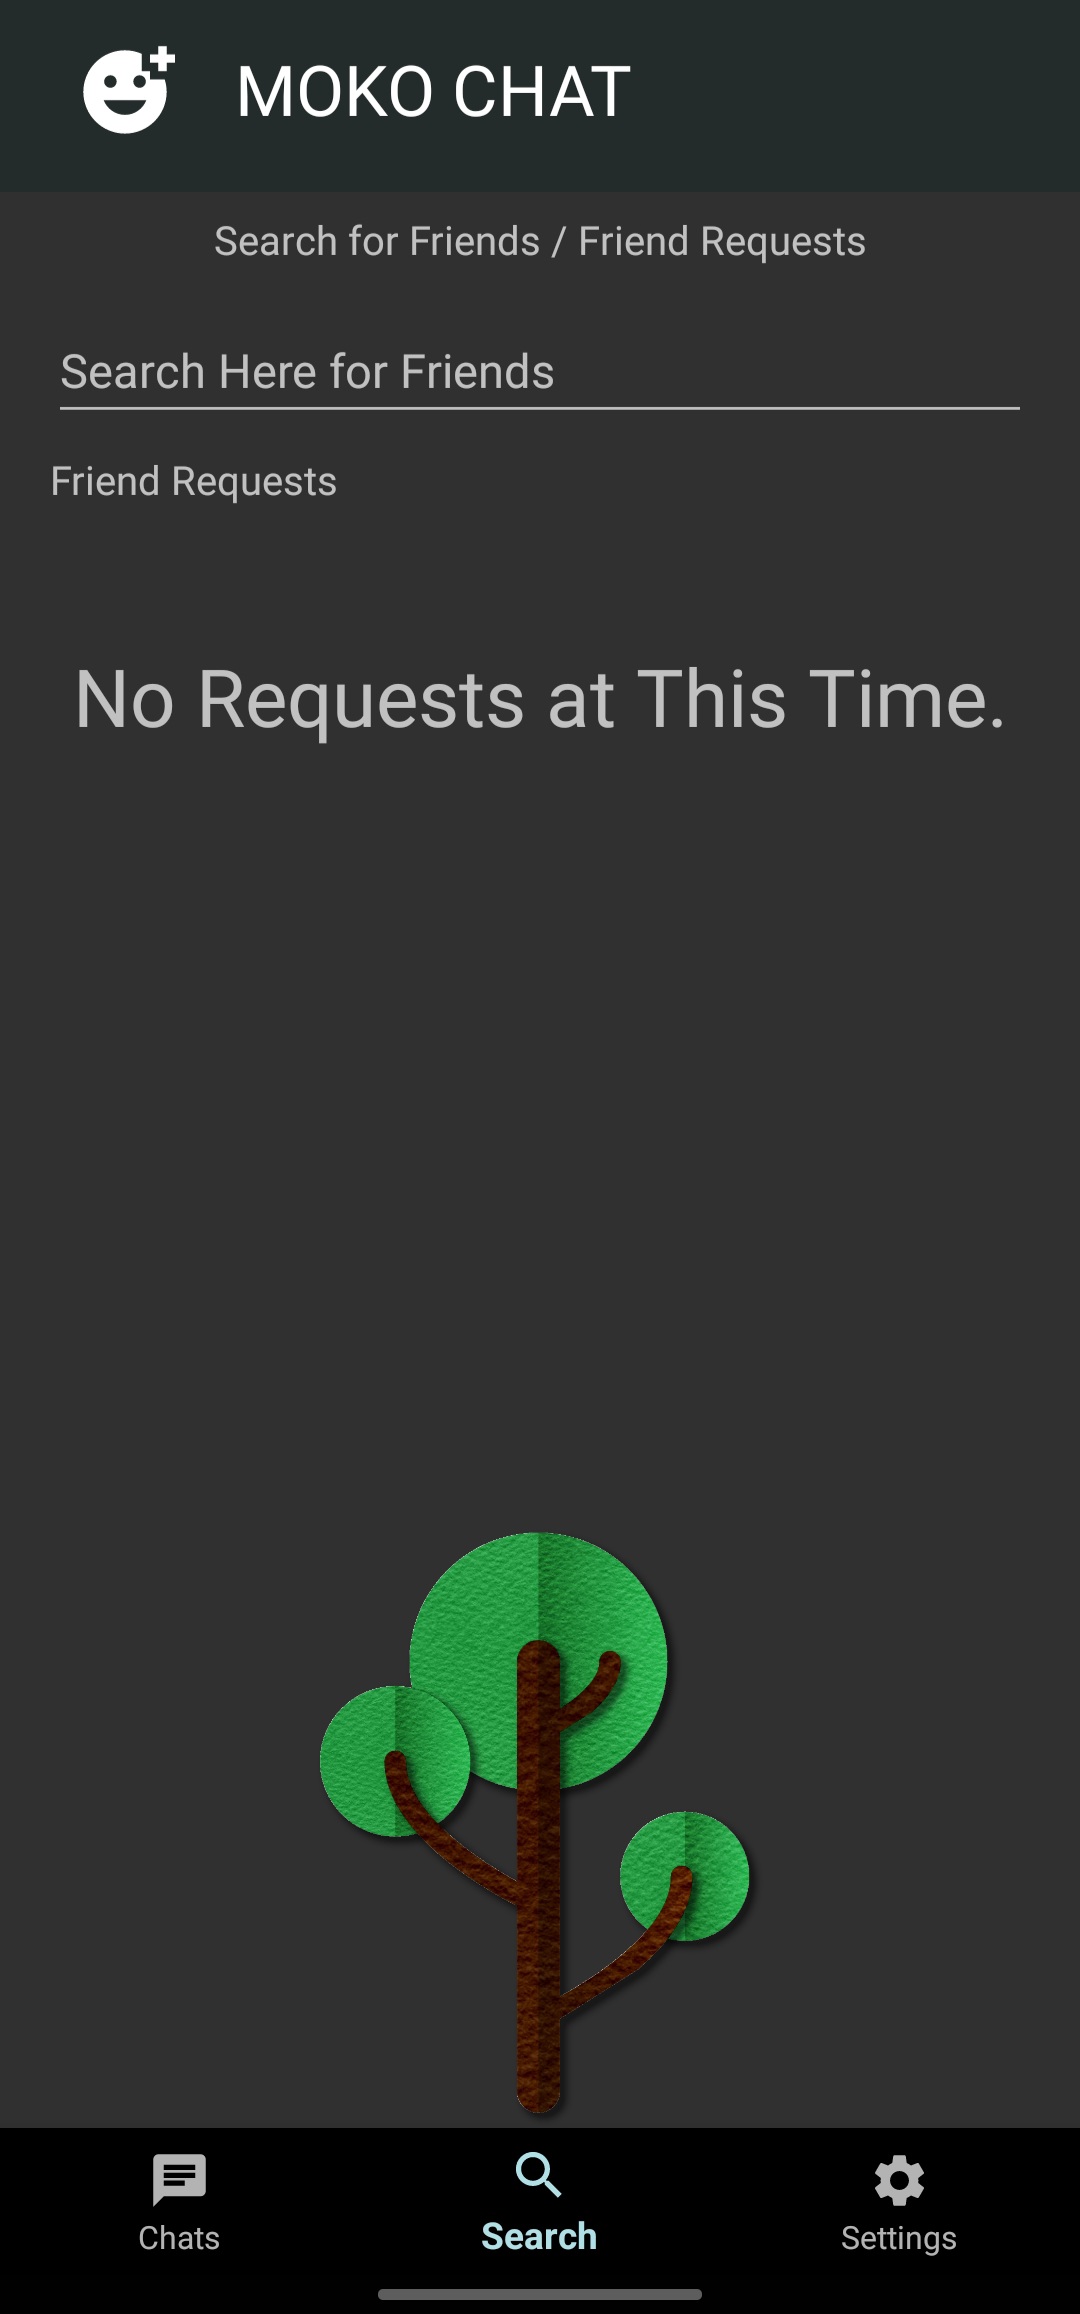 MOKO CHAT
Search for Friends / Friend Requests
Search Here for Friends
Friend Requests
No Requests at This Time.
Chats
Search
Settings